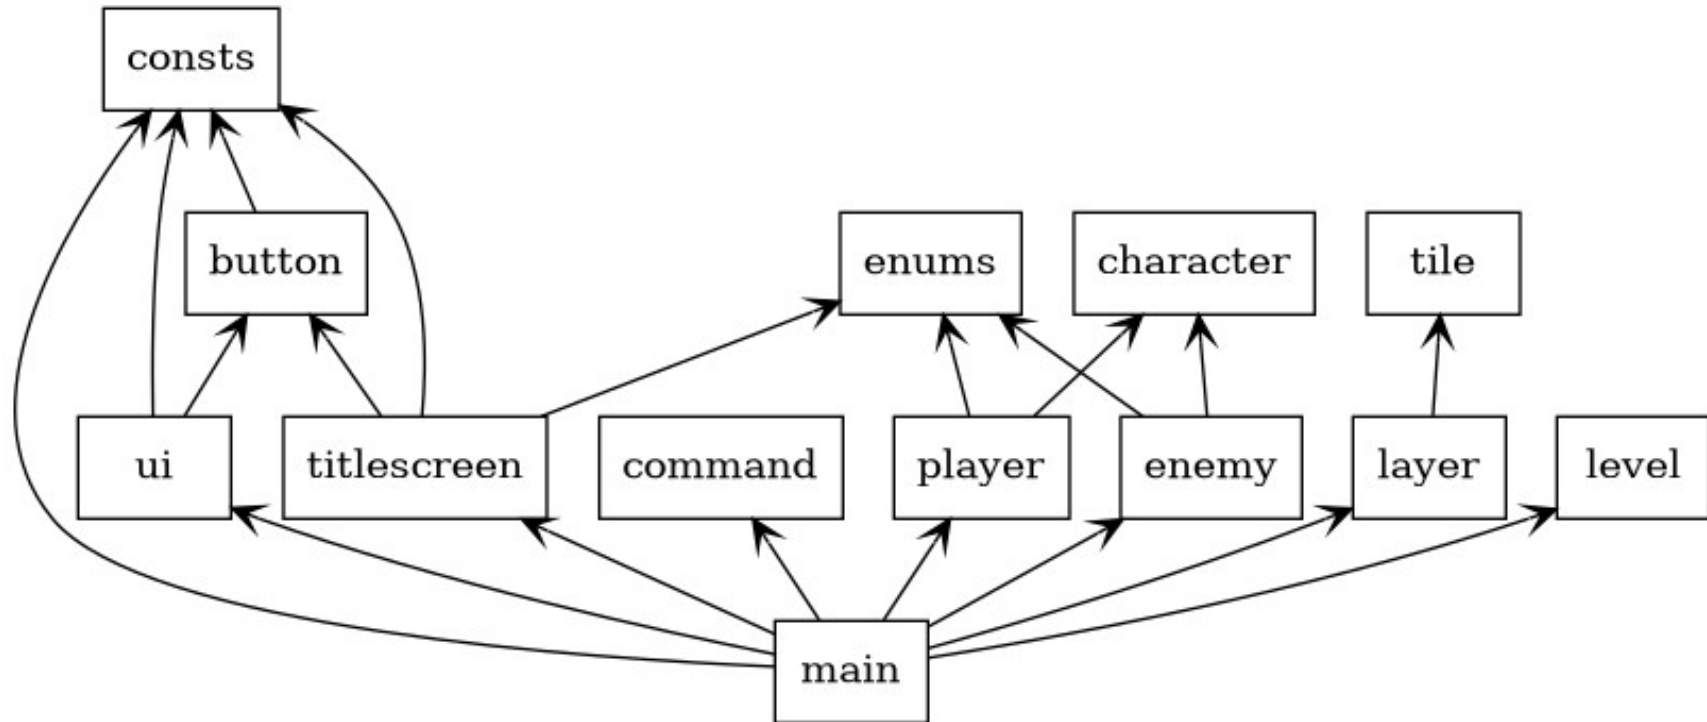 consts
button
enums
character
tile
ui
titlescreen
command
player
enemy
layer
level
main